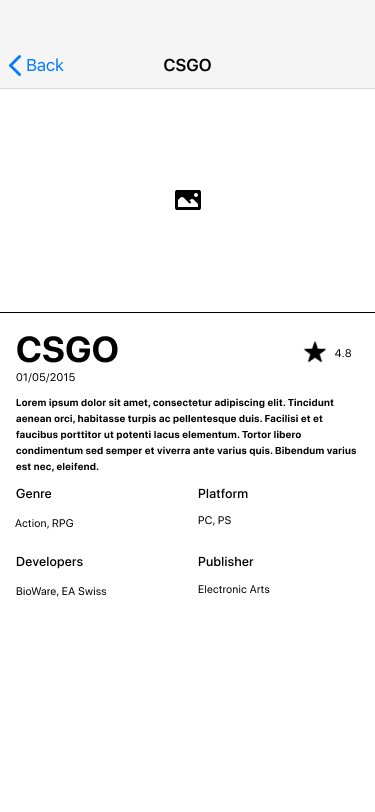 Back
CSGO
CSGO
4.8
01/05/2015
Lorem ipsum dolor sit amet, consectetur adipiscing elit. Tincidunt
aenean orci, habitasse turpis ac pellentesque duis. Facilisi et et
faucibus porttitor ut potenti lacus elementum. Tortor libero
condimentum sed semper et viverra ante varius quis. Bibendum varius
est nec, eleifend.
Genre
Platform
Action, RPG
PC, PS
Developers
Publisher
BioWare, EA Swiss
Electronic Arts